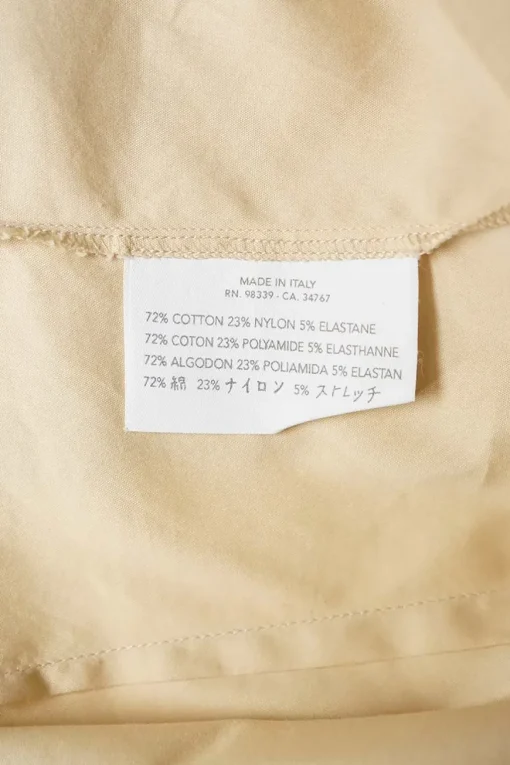 MADE IN ITALY
RN. 98339 - CA. 34767
72% COTTON 23% NYLON 5% ELASTANE
72% COTON 23% POLYAMIDE 5% ELASTHANNE
72% ALGODON 23% POLIAMIDA 5% ELASTAN
72% 綿 23% ナイロン 5% ストレッチ